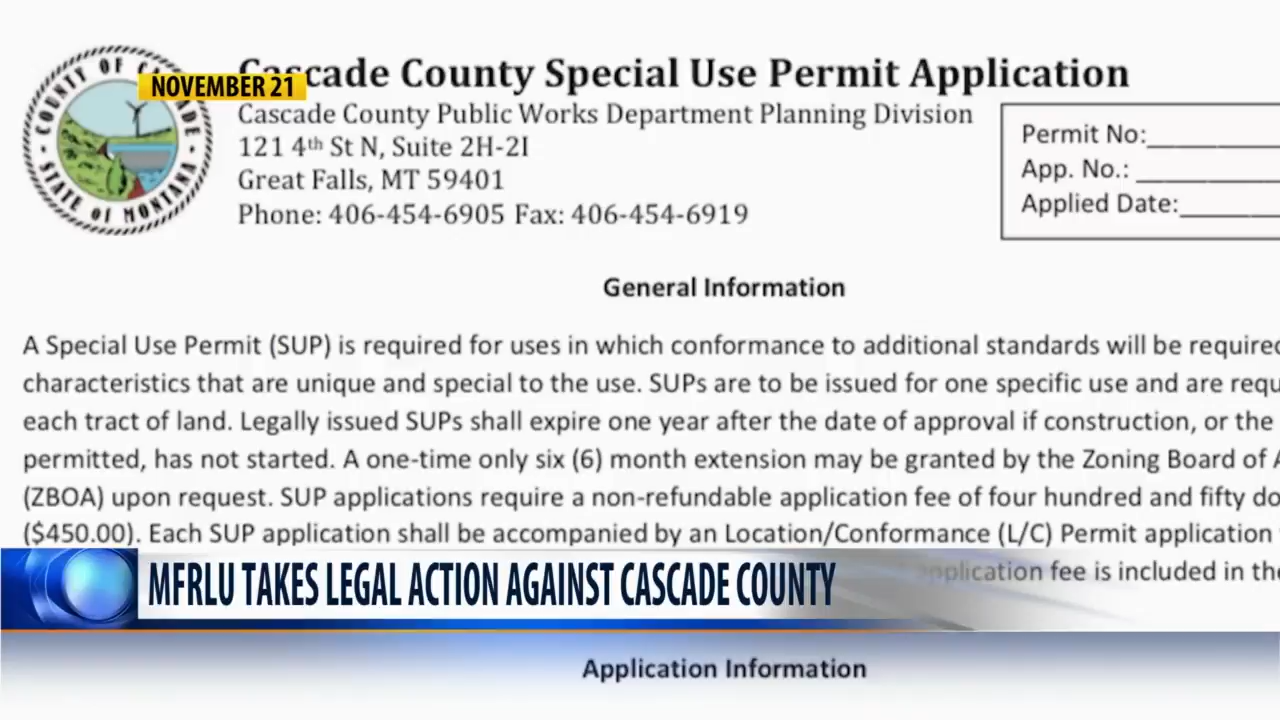 COUNTY OF CASCADE
STATE of MONTANA
NOVEMBER 21
Cascade County Special Use Permit Application
Cascade County Public Works Department Planning Division
121 4th St N, Suite 2H-2I
Great Falls, MT 59401
Phone: 406-454-6905 Fax: 406-454-6919
Permit No:
App. No.:
Applied Date:
General Information
A Special Use Permit (SUP) is required for uses in which conformance to additional standards will be required
characteristics that are unique and special to the use. SUPs are to be issued for one specific use and are requ
each tract of land. Legally issued SUPs shall expire one year after the date of approval if construction, or the
permitted, has not started. A one-time only six (6) month extension may be granted by the Zoning Board of A
(ZBOA) upon request. SUP applications require a non-refundable application fee of four hundred and fifty do
($450.00). Each SUP application shall be accompanied by an Location/Conformance (L/C) Permit application
application fee is included in the
MFRLU TAKES LEGAL ACTION AGAINST CASCADE COUNTY
Application Information